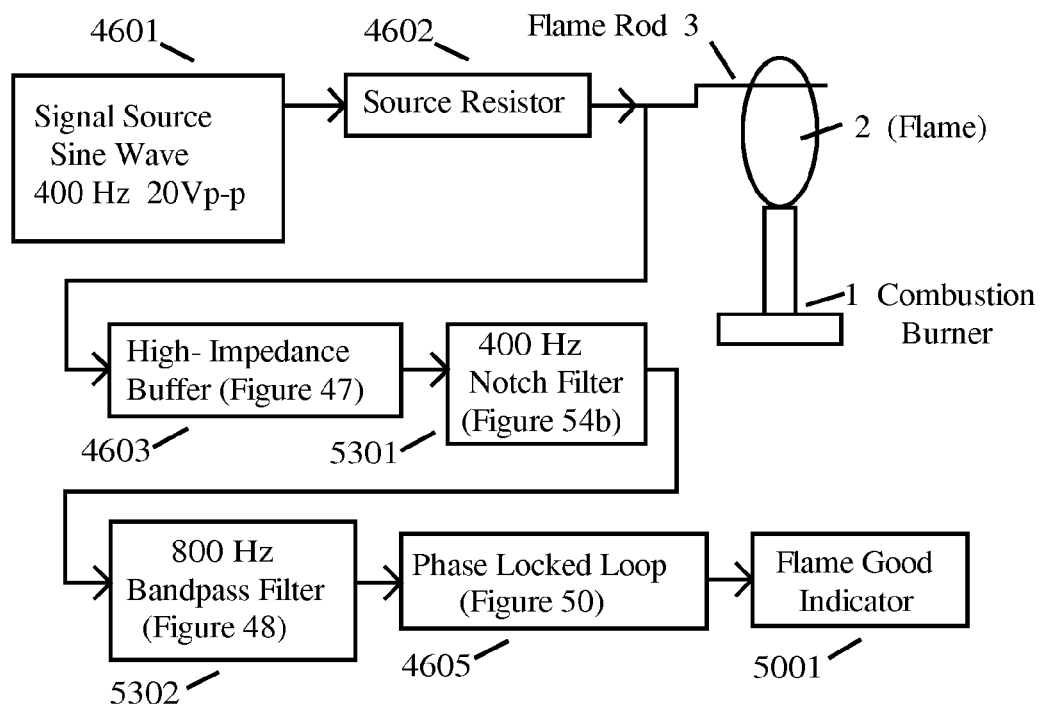 4601
4602
Flame Rod 3
Signal Source
Sine Wave
400 Hz 20Vp-p
Source Resistor
2 (Flame)
1 Combustion
Burner
High- Impedance
Buffer (Figure 47)
4603
400 Hz
Notch Filter
(Figure 54b)
5301
800 Hz
Bandpass Filter
(Figure 48)
5302
Phase Locked Loop
(Figure 50)
4605
Flame Good
Indicator
5001